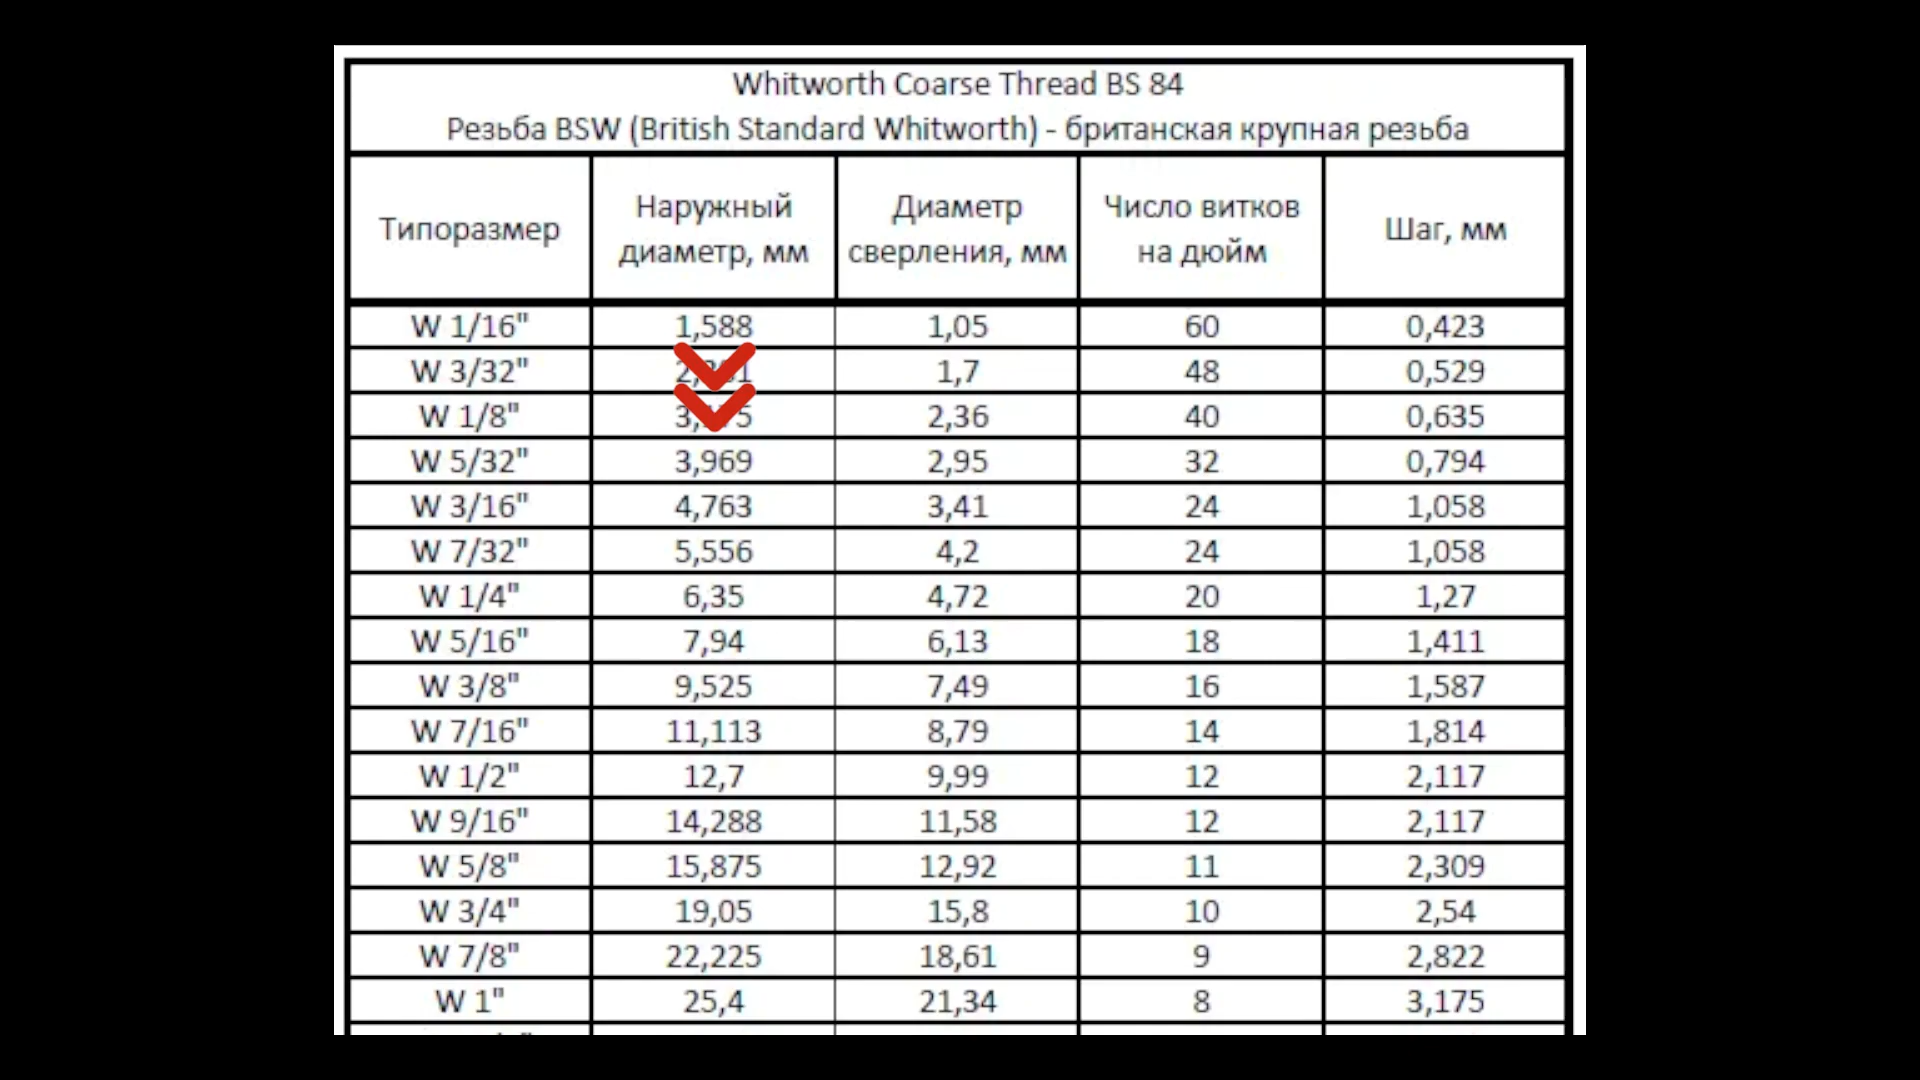 Whitworth Coarse Thread BS 84
Резьба BSW (British Standard Whitworth) - британская крупная резьба
Типоразмер Наружный диаметр, мм Диаметр сверления, мм Число витков на дюйм Шаг, мм
W 1/16" 1,588 1,05 60 0,423
W 3/32" 1,7 48 0,529
W 1/8" 2,36 40 0,635
W 5/32" 3,969 2,95 32 0,794
W 3/16" 4,763 3,41 24 1,058
W 7/32" 5,556 4,2 24 1,058
W 1/4" 6,35 4,72 20 1,27
W 5/16" 7,94 6,13 18 1,411
W 3/8" 9,525 7,49 16 1,587
W 7/16" 11,113 8,79 14 1,814
W 1/2" 12,7 9,99 12 2,117
W 9/16" 14,288 11,58 12 2,117
W 5/8" 15,875 12,92 11 2,309
W 3/4" 19,05 15,8 10 2,54
W 7/8" 22,225 18,61 9 2,822
W 1" 25,4 21,34 8 3,175